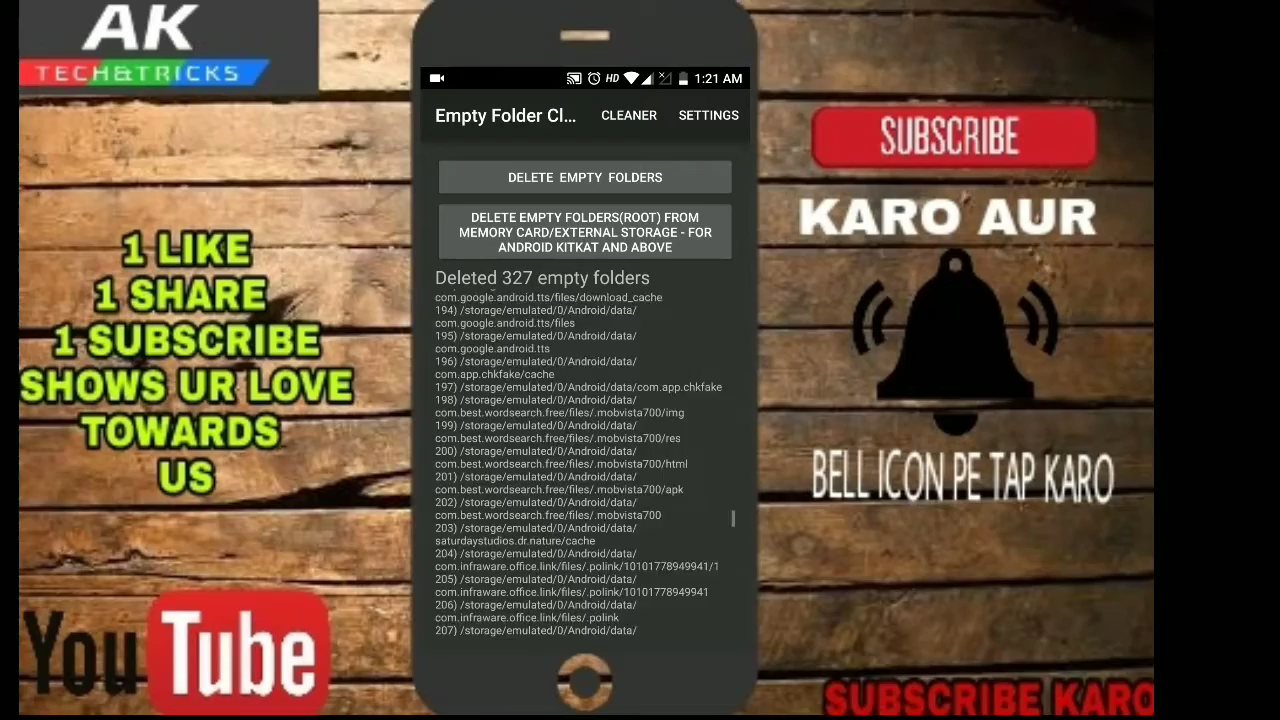 AK
TECH&TRICKS
1 LIKE
1 SHARE
1 SUBSCRIBE
SHOWS UR LOVE
TOWARDS
US
You Tube
HD
1:21 AM
Empty Folder Cl...
CLEANER
SETTINGS
DELETE EMPTY FOLDERS
DELETE EMPTY FOLDERS(ROOT) FROM
MEMORY CARD/EXTERNAL STORAGE - FOR
ANDROID KITKAT AND ABOVE
Deleted 327 empty folders
com.google.android.tts/files/download_cache
194) /storage/emulated/0/Android/data/
com.google.android.tts/files
195) /storage/emulated/0/Android/data/
com.google.android.tts
196) /storage/emulated/0/Android/data/
com.app.chkfake/cache
197) /storage/emulated/0/Android/data/com.app.chkfake
198) /storage/emulated/0/Android/data/
com.best.wordsearch.free/files/.mobvista700/img
199) /storage/emulated/0/Android/data/
com.best.wordsearch.free/files/.mobvista700/res
200) /storage/emulated/0/Android/data/
com.best.wordsearch.free/files/.mobvista700/html
201) /storage/emulated/0/Android/data/
com.best.wordsearch.free/files/.mobvista700/apk
202) /storage/emulated/0/Android/data/
com.best.wordsearch.free/files/.mobvista700
203) /storage/emulated/0/Android/data/
saturdaystudios.dr.nature/cache
204) /storage/emulated/0/Android/data/
com.infraware.office.link/files/.polink/10101778949941/1
205) /storage/emulated/0/Android/data/
com.infraware.office.link/files/.polink/10101778949941
206) /storage/emulated/0/Android/data/
com.infraware.office.link/files/.polink
207) /storage/emulated/0/Android/data/
SUBSCRIBE
KARO AUR
BELL ICON PE TAP KARO
SUBSCRIBE KARO